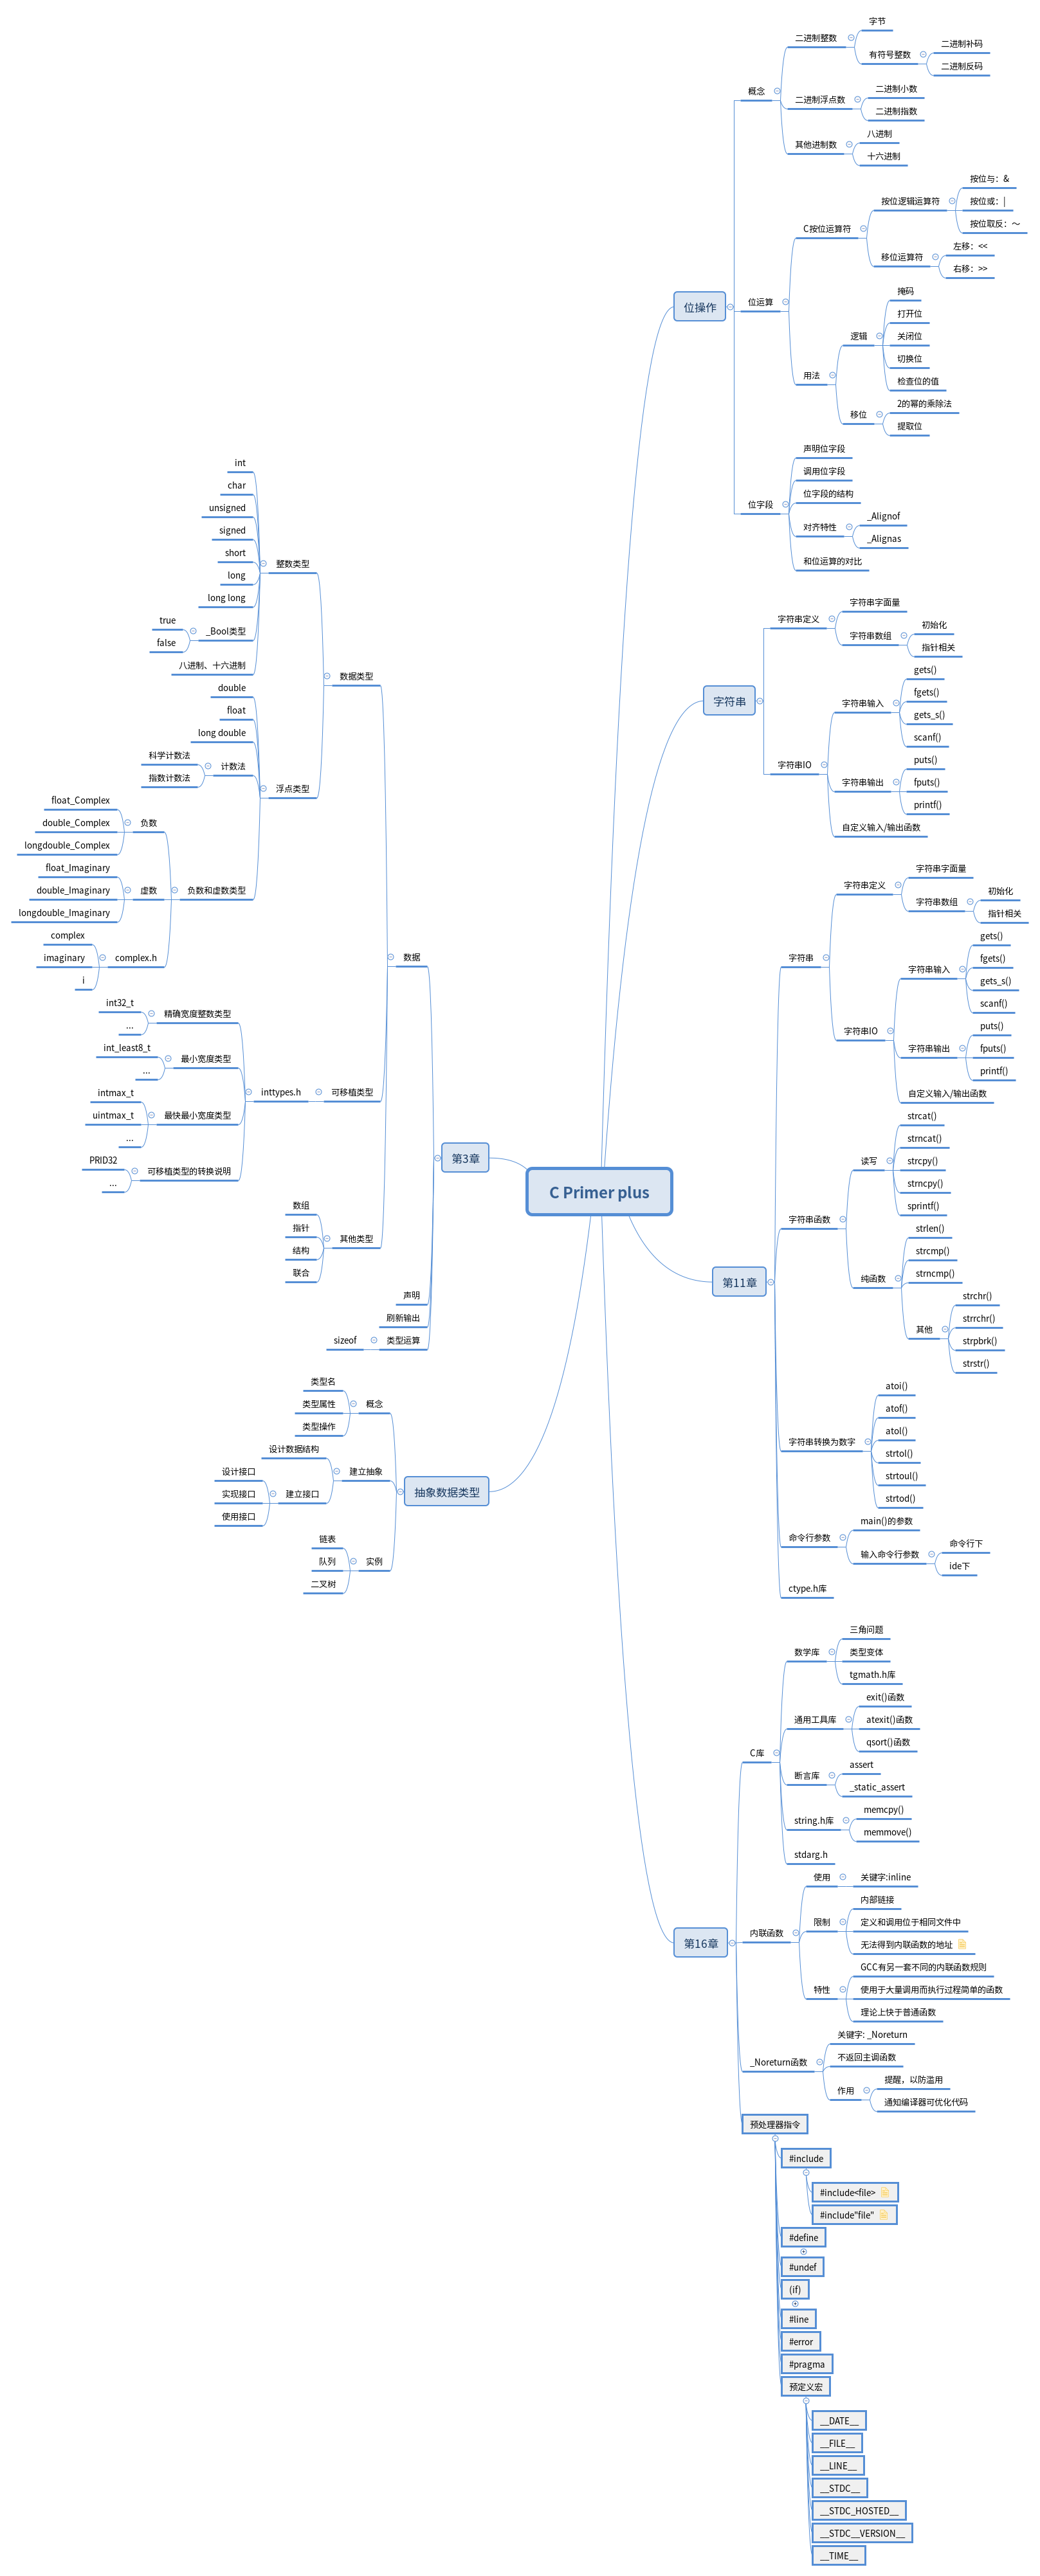 C Primer plus
位操作
概念
二进制整数
字节
有符号整数
二进制补码
二进制反码
二进制浮点数
二进制小数
二进制指数
其他进制数
八进制
十六进制
位运算
C按位运算符
按位逻辑运算符
按位与：&
按位或：|
按位取反：～
移位运算符
左移：<<
右移：>>
用法
逻辑
掩码
打开位
关闭位
切换位
检查位的值
移位
2的幂的乘除法
提取位
位字段
声明位字段
调用位字段
位字段的结构
对齐特性
_Alignof
_Alignas
和位运算的对比
字符串
字符串定义
字符串字面量
字符串数组
初始化
指针相关
字符串IO
字符串输入
gets()
fgets()
gets_s()
scanf()
字符串输出
puts()
fputs()
printf()
自定义输入/输出函数
第11章
字符串
字符串定义
字符串字面量
字符串数组
初始化
指针相关
字符串IO
字符串输入
gets()
fgets()
gets_s()
scanf()
字符串输出
puts()
fputs()
printf()
自定义输入/输出函数
字符串函数
读写
strcat()
strncat()
strcpy()
strncpy()
sprintf()
纯函数
strlen()
strcmp()
strncmp()
其他
strchr()
strrchr()
strpbrk()
strstr()
字符串转换为数字
atoi()
atof()
atol()
strtol()
strtoul()
strtod()
命令行参数
main()的参数
输入命令行参数
命令行下
ide下
ctype.h库
第16章
C库
数学库
三角问题
类型变体
tgmath.h库
通用工具库
exit()函数
atexit()函数
qsort()函数
断言库
assert
_static_assert
string.h库
memcpy()
memmove()
stdarg.h
内联函数
使用
关键字:inline
限制
内部链接
定义和调用位于相同文件中
无法得到内联函数的地址
特性
GCC有另一套不同的内联函数规则
使用于大量调用而执行过程简单的函数
理论上快于普通函数
_Noreturn函数
关键字: _Noreturn
不返回主调函数
作用
提醒，以防滥用
通知编译器可优化代码
预处理器指令
#include
#include<file>
#include"file"
#define
#undef
(if)
#line
#error
#pragma
预定义宏
__DATE__
__FILE__
__LINE__
__STDC__
__STDC_HOSTED__
__STDC__VERSION__
__TIME__
第3章
数据
数据类型
整数类型
int
char
unsigned
signed
short
long
long long
_Bool类型
true
false
八进制、十六进制
浮点类型
double
float
long double
计数法
科学计数法
指数计数法
负数和虚数类型
负数
float_Complex
double_Complex
longdouble_Complex
虚数
float_Imaginary
double_Imaginary
longdouble_Imaginary
complex.h
complex
imaginary
i
可移植类型
inttypes.h
精确宽度整数类型
int32_t
...
最小宽度类型
int_least8_t
...
最快最小宽度类型
intmax_t
uintmax_t
...
可移植类型的转换说明
PRID32
...
其他类型
数组
指针
结构
联合
声明
刷新输出
类型运算
sizeof
抽象数据类型
概念
类型名
类型属性
类型操作
建立抽象
设计数据结构
建立接口
设计接口
实现接口
使用接口
实例
链表
队列
二叉树